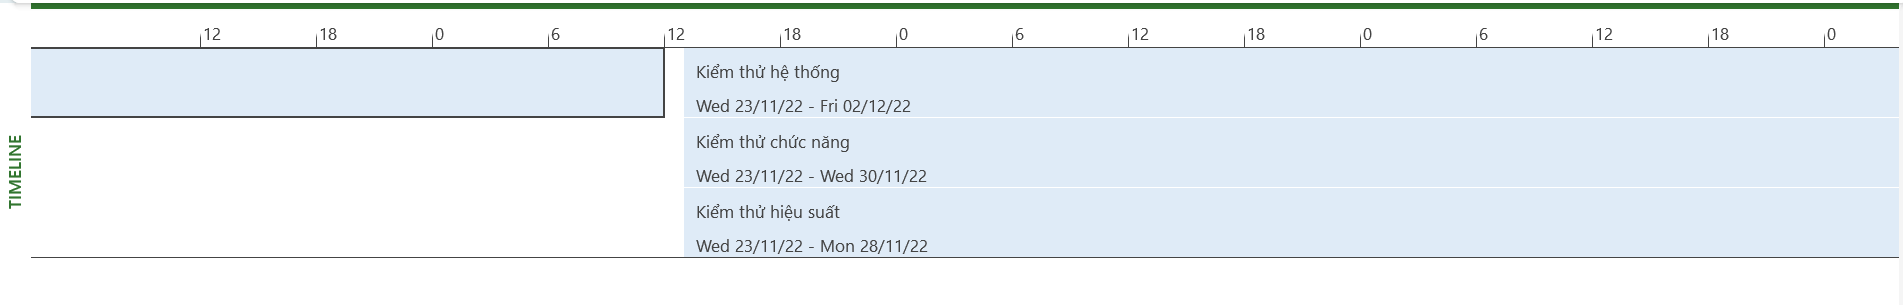 12 18 0 6 12 18 0 6 12 18 0 6 12 18 0
TIMELINE
Kiểm thử hệ thống
Wed 23/11/22 - Fri 02/12/22
Kiểm thử chức năng
Wed 23/11/22 - Wed 30/11/22
Kiểm thử hiệu suất
Wed 23/11/22 - Mon 28/11/22